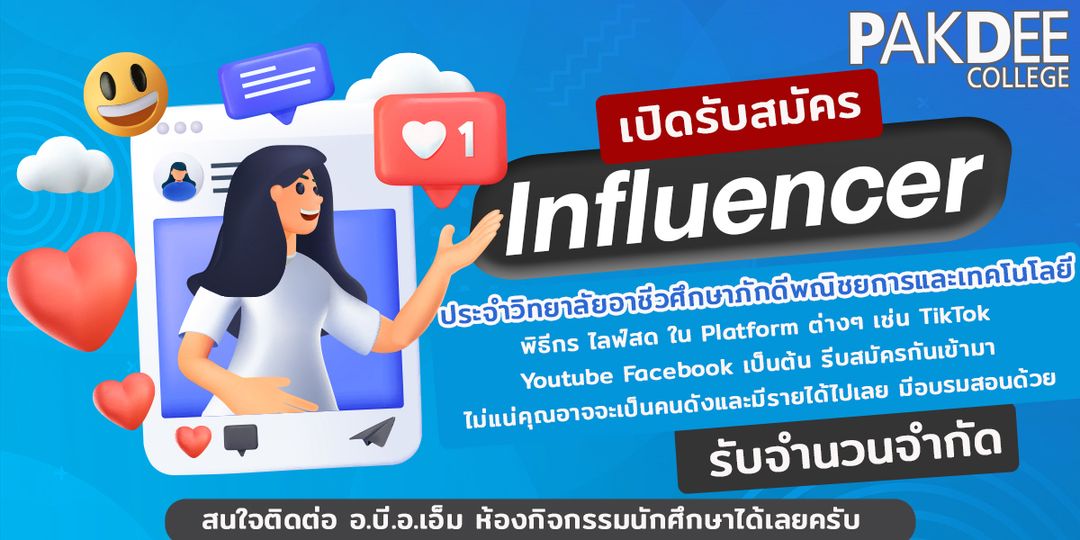 PAKDEE
COLLEGE
1
เปิดรับสมัคร
Influencer
ประจำวิทยาลัยอาชีวศึกษาภักดีพณิชยการและเทคโนโลยี
พิธีกร ไลฟ์สด ใน Platform ต่างๆ เช่น TikTok
Youtube Facebook เป็นต้น รีบสมัครกันเข้ามา
ไม่แน่คุณอาจจะเป็นคนดังและมีรายได้ไปเลย มีอบรมสอนด้วย
รับจำนวนจำกัด
สนใจติดต่อ อ.บี.อ.เอ็ม ห้องกิจกรรมนักศึกษาได้เลยครับ